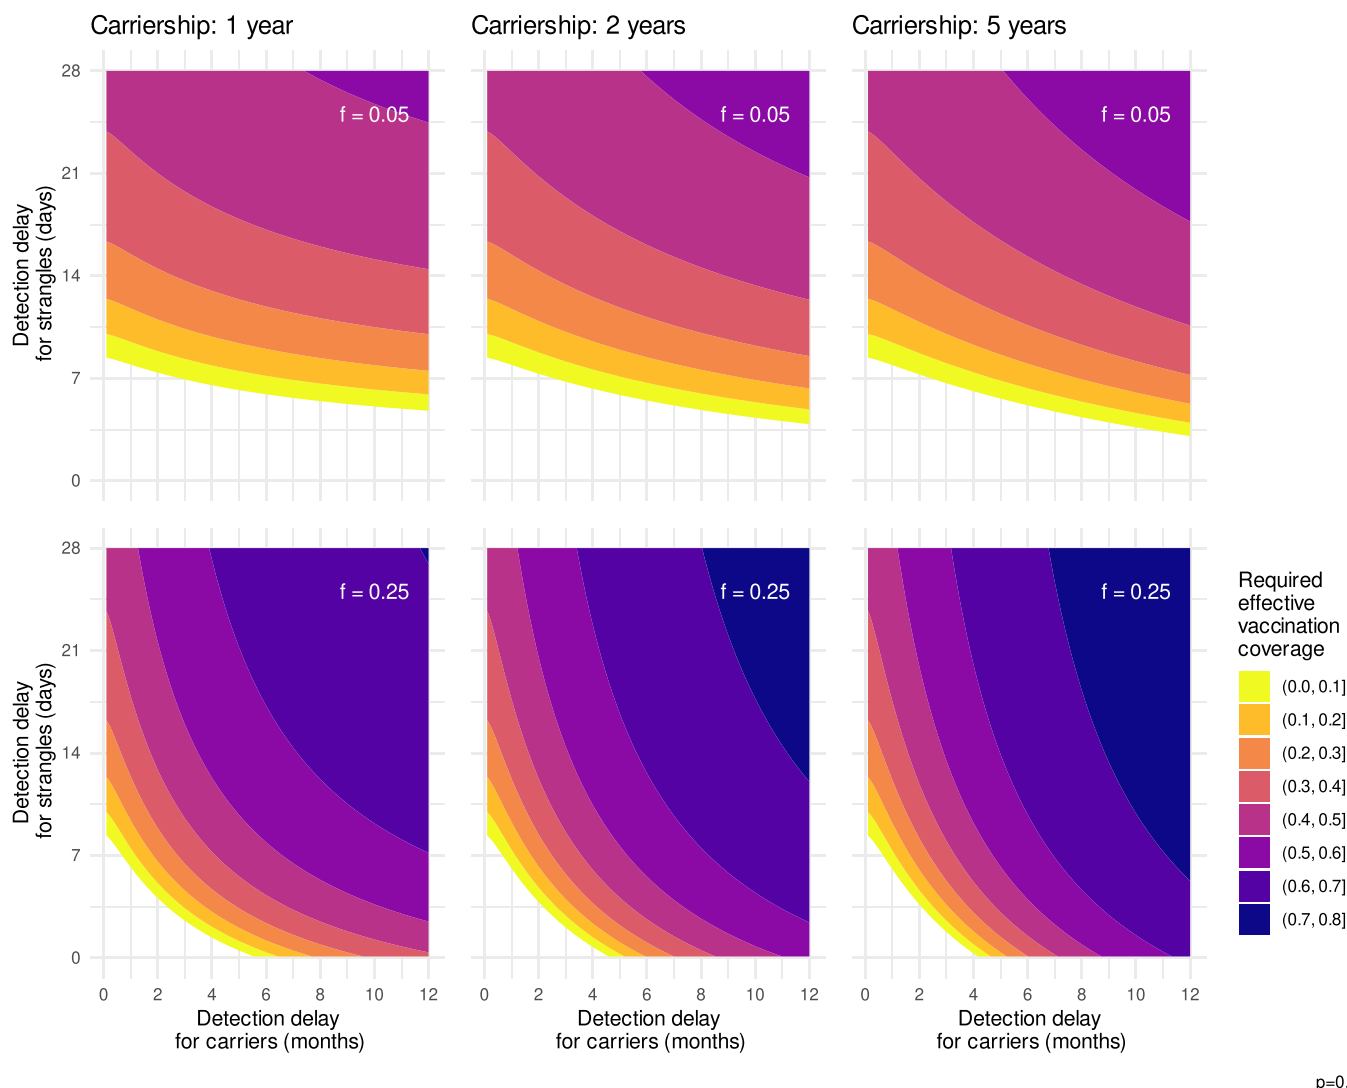 Carriership: 1 year
Carriership: 2 years
Carriership: 5 years
Detection delay
for strangles (days)
28
21
14
7
0
f = 0.05
f = 0.05
f = 0.05
Detection delay
for strangles (days)
28
21
14
7
0
f = 0.25
f = 0.25
f = 0.25
0 2 4 6 8 10 12
0 2 4 6 8 10 12
0 2 4 6 8 10 12
Detection delay
for carriers (months)
Detection delay
for carriers (months)
Detection delay
for carriers (months)
Required
effective
vaccination
coverage
(0.0, 0.1]
(0.1, 0.2]
(0.2, 0.3]
(0.3, 0.4]
(0.4, 0.5]
(0.5, 0.6]
(0.6, 0.7]
(0.7, 0.8]
p=0.